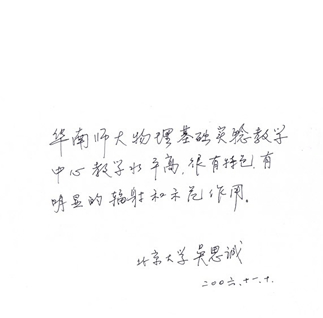 华南师大物理基础实验教学
中心教学水平高，很有特色，有
明显的辐射和示范作用。
北京大学 吴思诚
二〇〇六.十一.十.